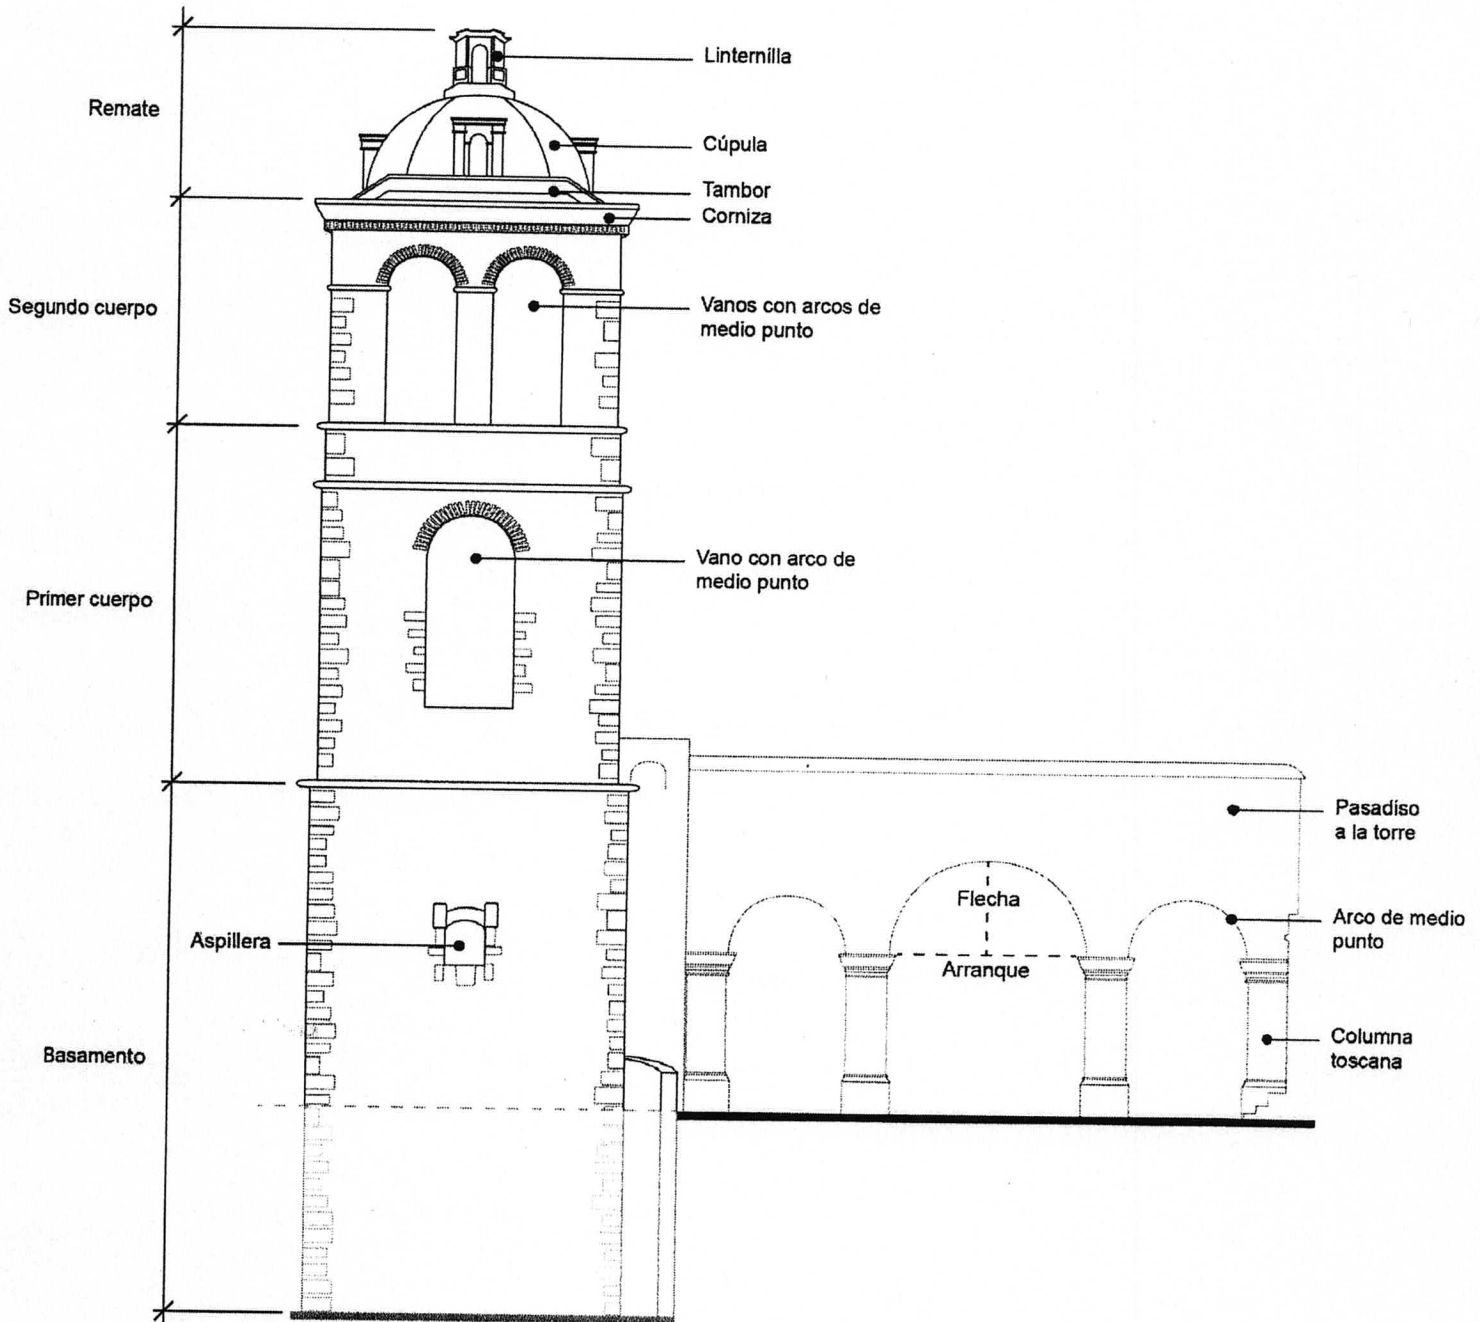 Linternilla
Remate
Cúpula
Tambor
Corniza
Segundo cuerpo
Vanos con arcos de
medio punto
Vano con arco de
medio punto
Primer cuerpo
Pasadiso
a la torre
Flecha
Arco de medio
punto
Aspillera
Arranque
Columna
toscana
Basamento